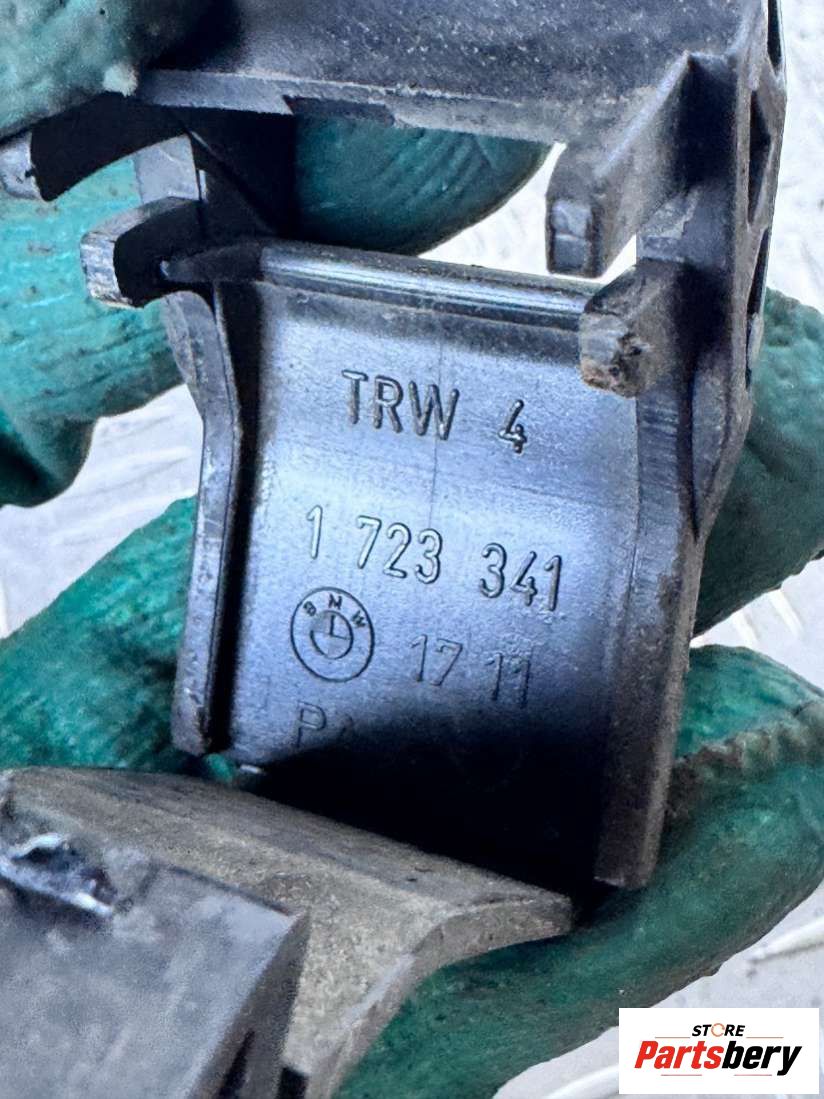 TRW 4
1 723 341
BMW 17 11
STORE
Partsbery